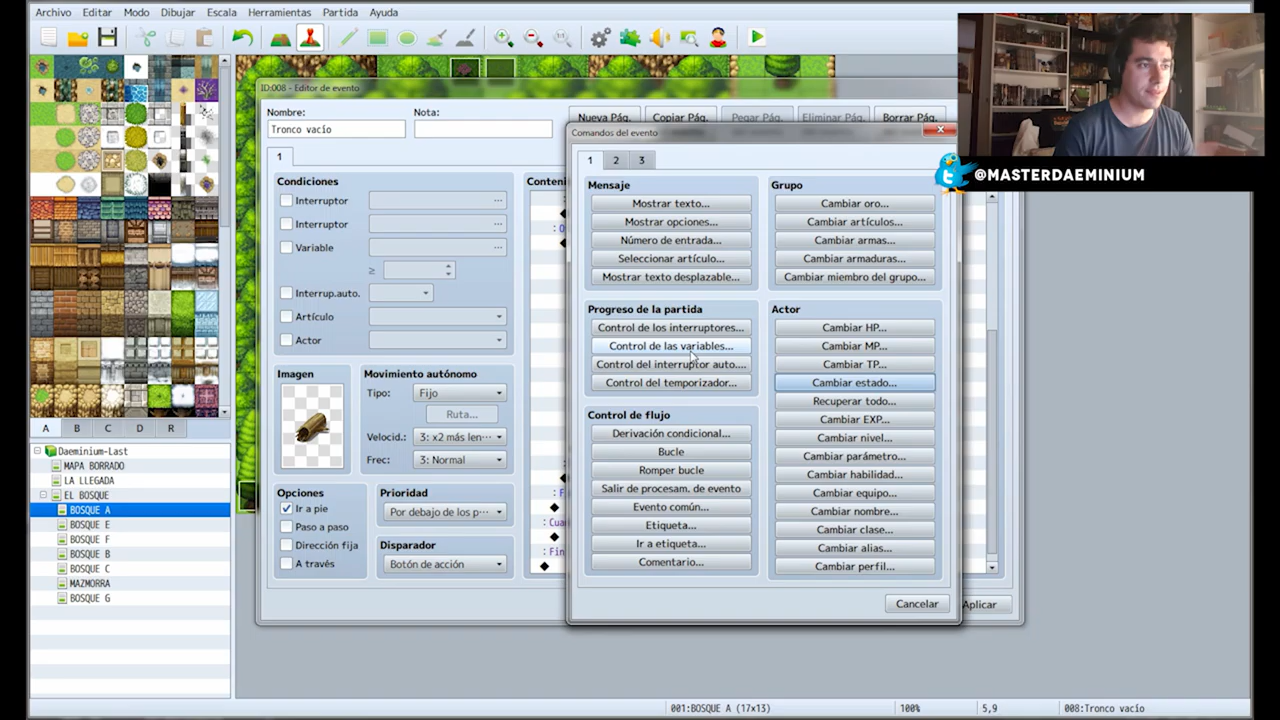 Archivo Editar Modo Dibujar Escala Herramientas Partida Ayuda
ID:008 - Editor de evento
Nombre:
Tronco vacío
Nota:
Nueva Pág.
Copiar Pág.
Pegar Pág.
Eliminar Pág.
Borrar Pág.
1
Condiciones
Interruptor
...
Interruptor
...
Variable
...
≥
Interrup.auto.
Artículo
Actor
Imagen
Movimiento autónomo
Tipo:
Fijo
Ruta...
Velocid.:
3: x2 más len···
Frec:
3: Normal
Opciones
Ir a pie
Paso a paso
Dirección fija
A través
Prioridad
Por debajo de los p···
Disparador
Botón de acción
Conteni
:Cua
:Fin
Aplicar
Comandos del evento
1 2 3
Mensaje
Mostrar texto...
Mostrar opciones...
Número de entrada...
Seleccionar artículo...
Mostrar texto desplazable...
Progreso de la partida
Control de los interruptores...
Control de las variables...
Control del interruptor auto....
Control del temporizador...
Control de flujo
Derivación condicional...
Bucle
Romper bucle
Salir de procesam. de evento
Evento común...
Etiqueta...
Ir a etiqueta...
Comentario...
Grupo
Cambiar oro...
Cambiar artículos...
Cambiar armas...
Cambiar armaduras...
Cambiar miembro del grupo...
Actor
Cambiar HP...
Cambiar MP...
Cambiar TP...
Cambiar estado...
Recuperar todo...
Cambiar EXP...
Cambiar nivel...
Cambiar parámetro...
Cambiar habilidad...
Cambiar equipo...
Cambiar nombre...
Cambiar clase...
Cambiar alias...
Cambiar perfil...
Cancelar
@MASTERDAEMINIUM
A B C D R
Daeminium-Last
MAPA BORRADO
LA LLEGADA
EL BOSQUE
BOSQUE A
BOSQUE E
BOSQUE F
BOSQUE B
BOSQUE C
MAZMORRA
BOSQUE G
001:BOSQUE A (17x13)
100%
5,9
008:Tronco vacío